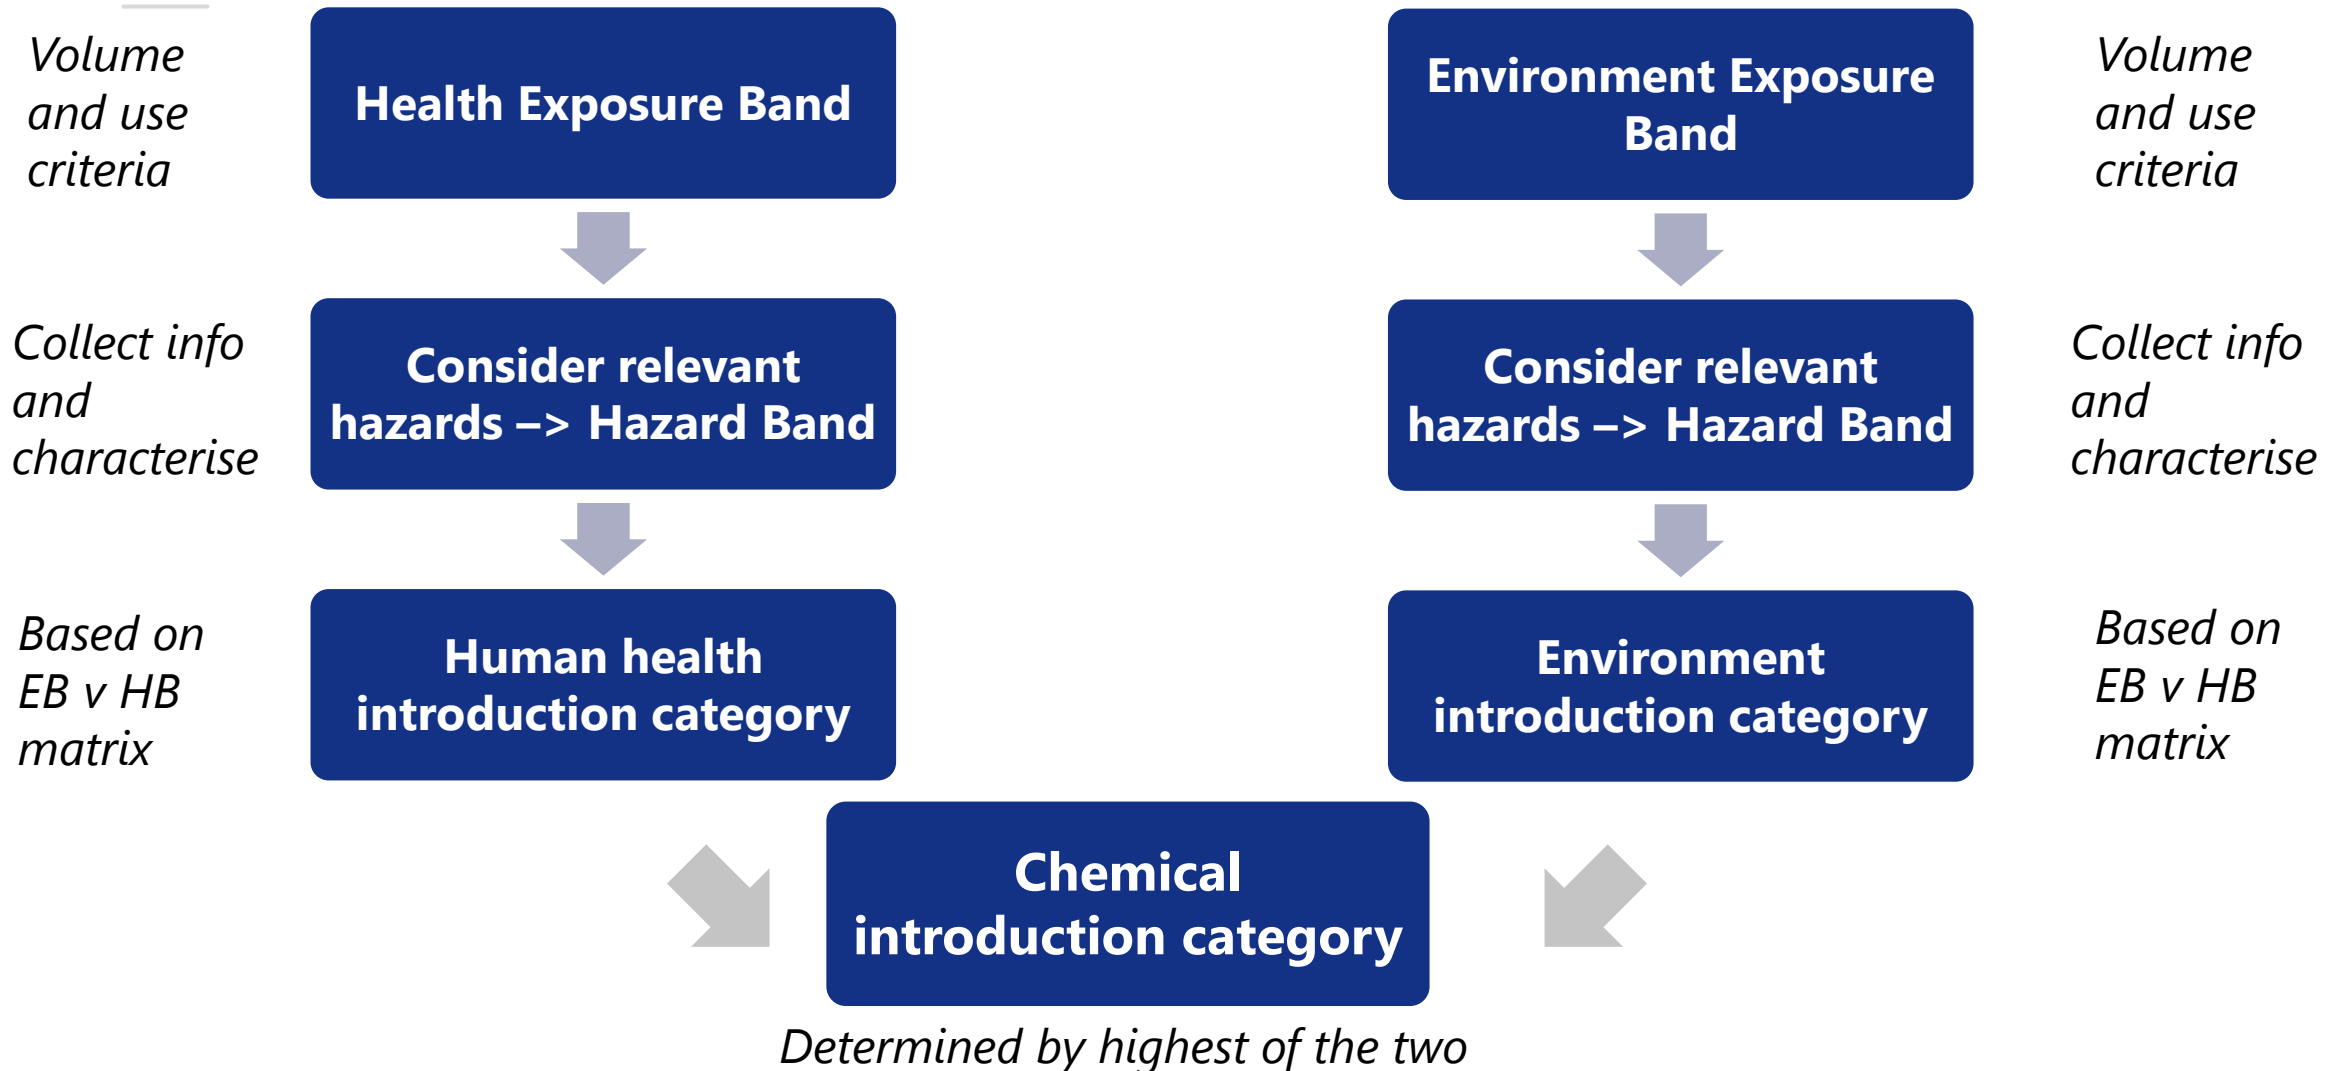 Volume
and use
criteria
Health Exposure Band
Environment Exposure
Band
Volume
and use
criteria
Collect info
and
characterise
Consider relevant
hazards –> Hazard Band
Consider relevant
hazards –> Hazard Band
Collect info
and
characterise
Based on
EB v HB
matrix
Human health
introduction category
Environment
introduction category
Based on
EB v HB
matrix
Chemical
introduction category
Determined by highest of the two